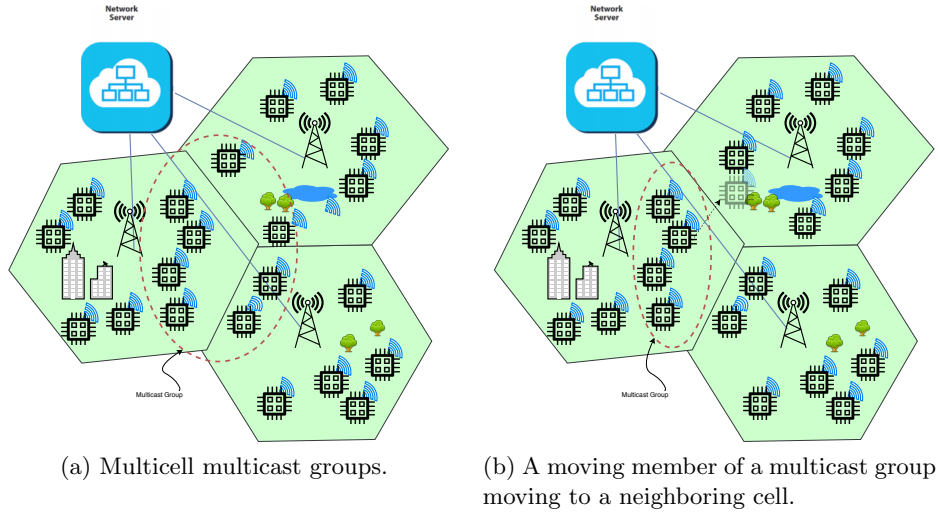 Network
Server
Network
Server
Multicast Group
Multicast Group
(a) Multicell multicast groups.
(b) A moving member of a multicast group
moving to a neighboring cell.